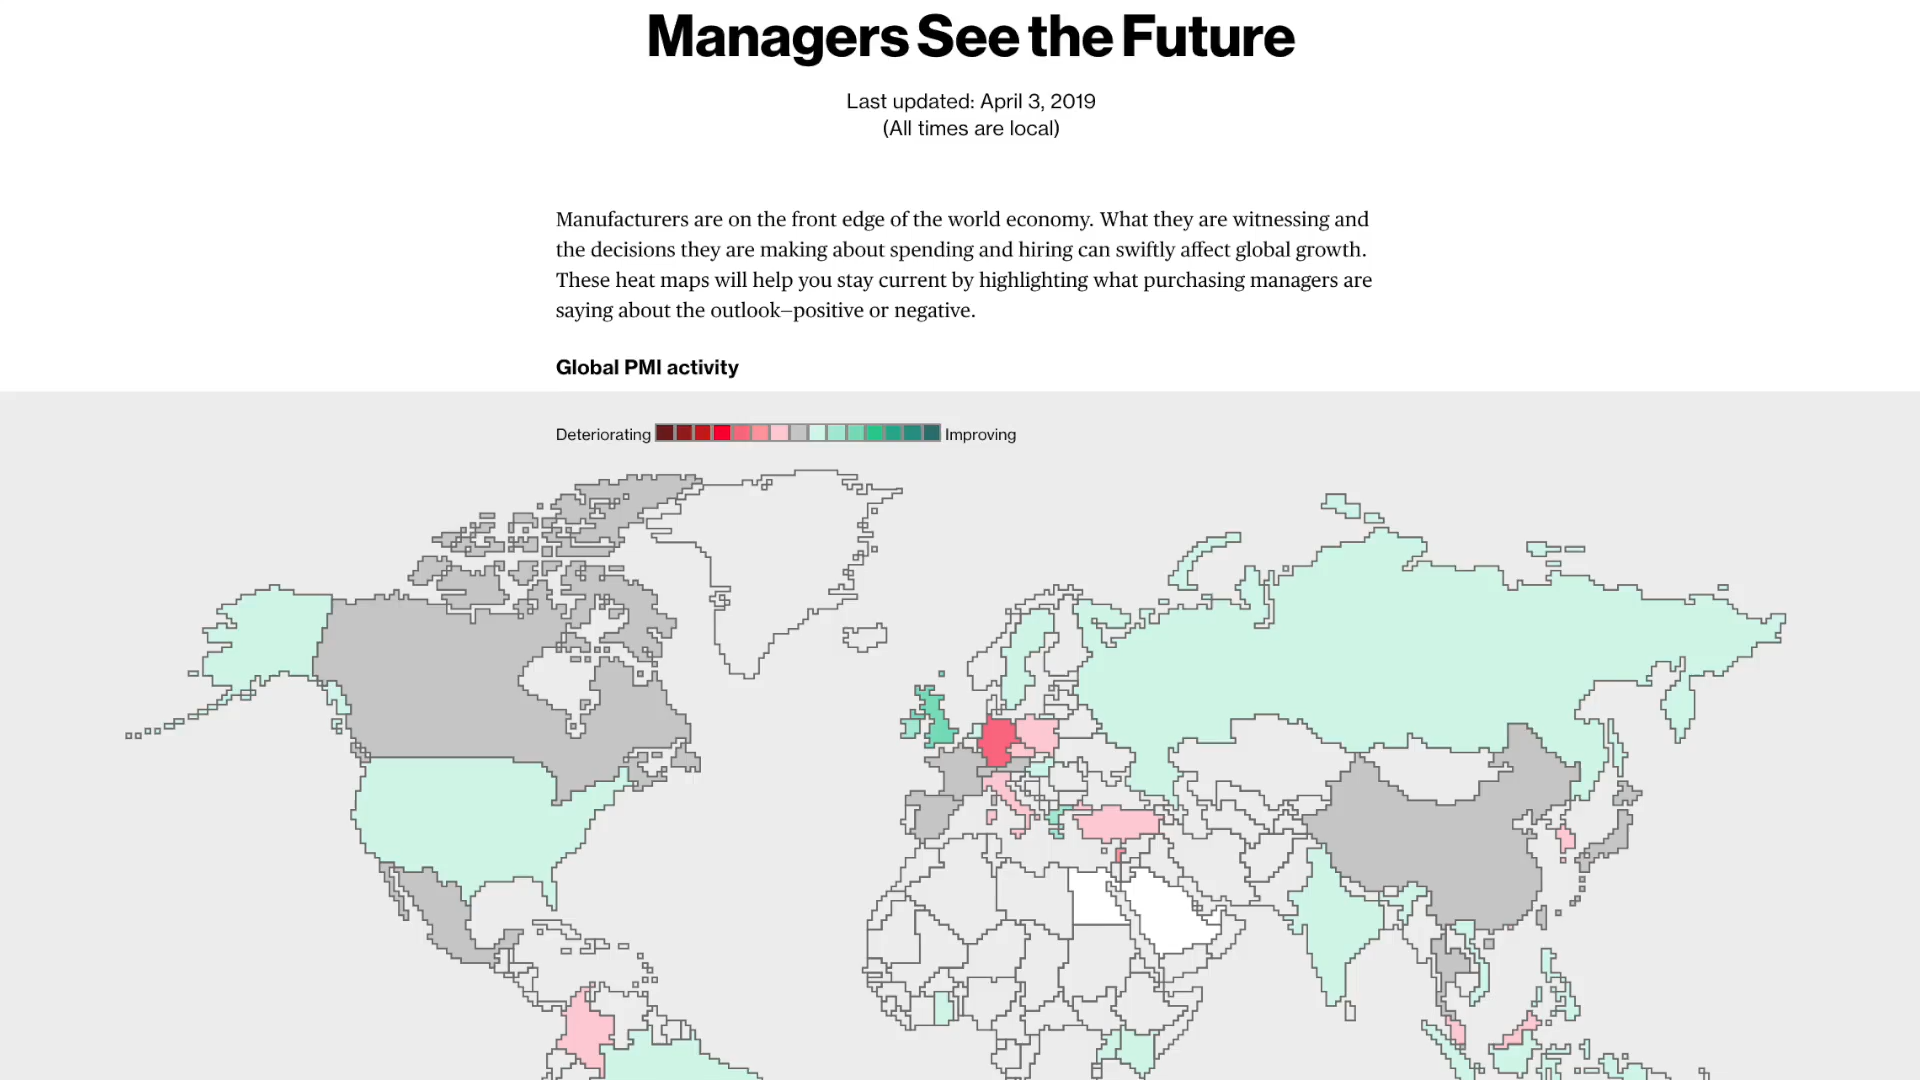 Managers See the Future
Last updated: April 3, 2019
(All times are local)
Manufacturers are on the front edge of the world economy. What they are witnessing and
the decisions they are making about spending and hiring can swiftly affect global growth.
These heat maps will help you stay current by highlighting what purchasing managers are
saying about the outlook—positive or negative.
Global PMI activity
Deteriorating Improving